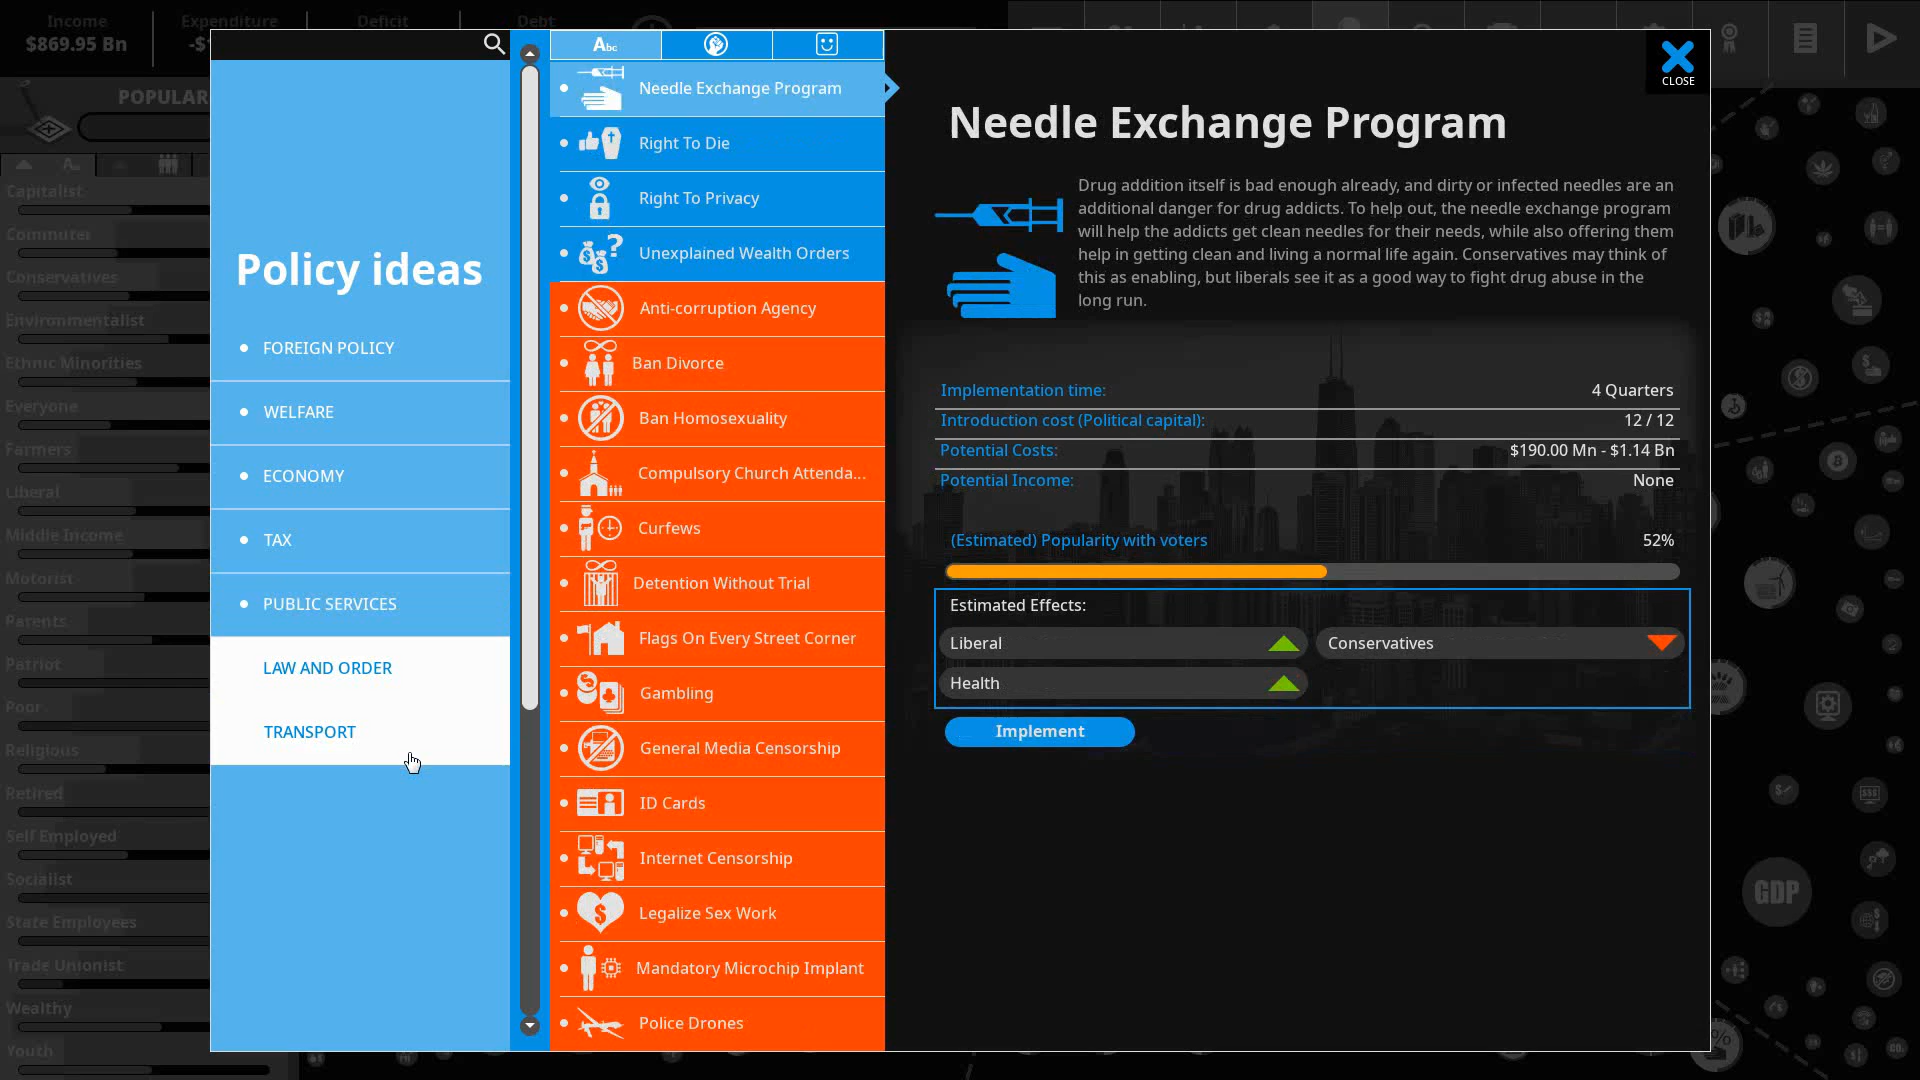 Income
Expenditure
Deficit
Debt
$869.95 Bn
-$1
POPULAR
Capitalist
Commuter
Conservatives
Environmentalist
Ethnic Minorities
Everyone
Farmers
Liberal
Middle Income
Motorist
Parents
Patriot
Poor
Religious
Retired
Self Employed
Socialist
State Employees
Trade Unionist
Wealthy
Youth
Policy ideas
FOREIGN POLICY
WELFARE
ECONOMY
TAX
PUBLIC SERVICES
LAW AND ORDER
TRANSPORT
Abc
Needle Exchange Program
Right To Die
Right To Privacy
Unexplained Wealth Orders
Anti-corruption Agency
Ban Divorce
Ban Homosexuality
Compulsory Church Attenda...
Curfews
Detention Without Trial
Flags On Every Street Corner
Gambling
General Media Censorship
ID Cards
Internet Censorship
Legalize Sex Work
Mandatory Microchip Implant
Police Drones
CLOSE
Needle Exchange Program
Drug addition itself is bad enough already, and dirty or infected needles are an
additional danger for drug addicts. To help out, the needle exchange program
will help the addicts get clean needles for their needs, while also offering them
help in getting clean and living a normal life again. Conservatives may think of
this as enabling, but liberals see it as a good way to fight drug abuse in the
long run.
Implementation time: 4 Quarters
Introduction cost (Political capital): 12 / 12
Potential Costs: $190.00 Mn - $1.14 Bn
Potential Income: None
(Estimated) Popularity with voters 52%
Estimated Effects:
Liberal
Conservatives
Health
Implement
GDP